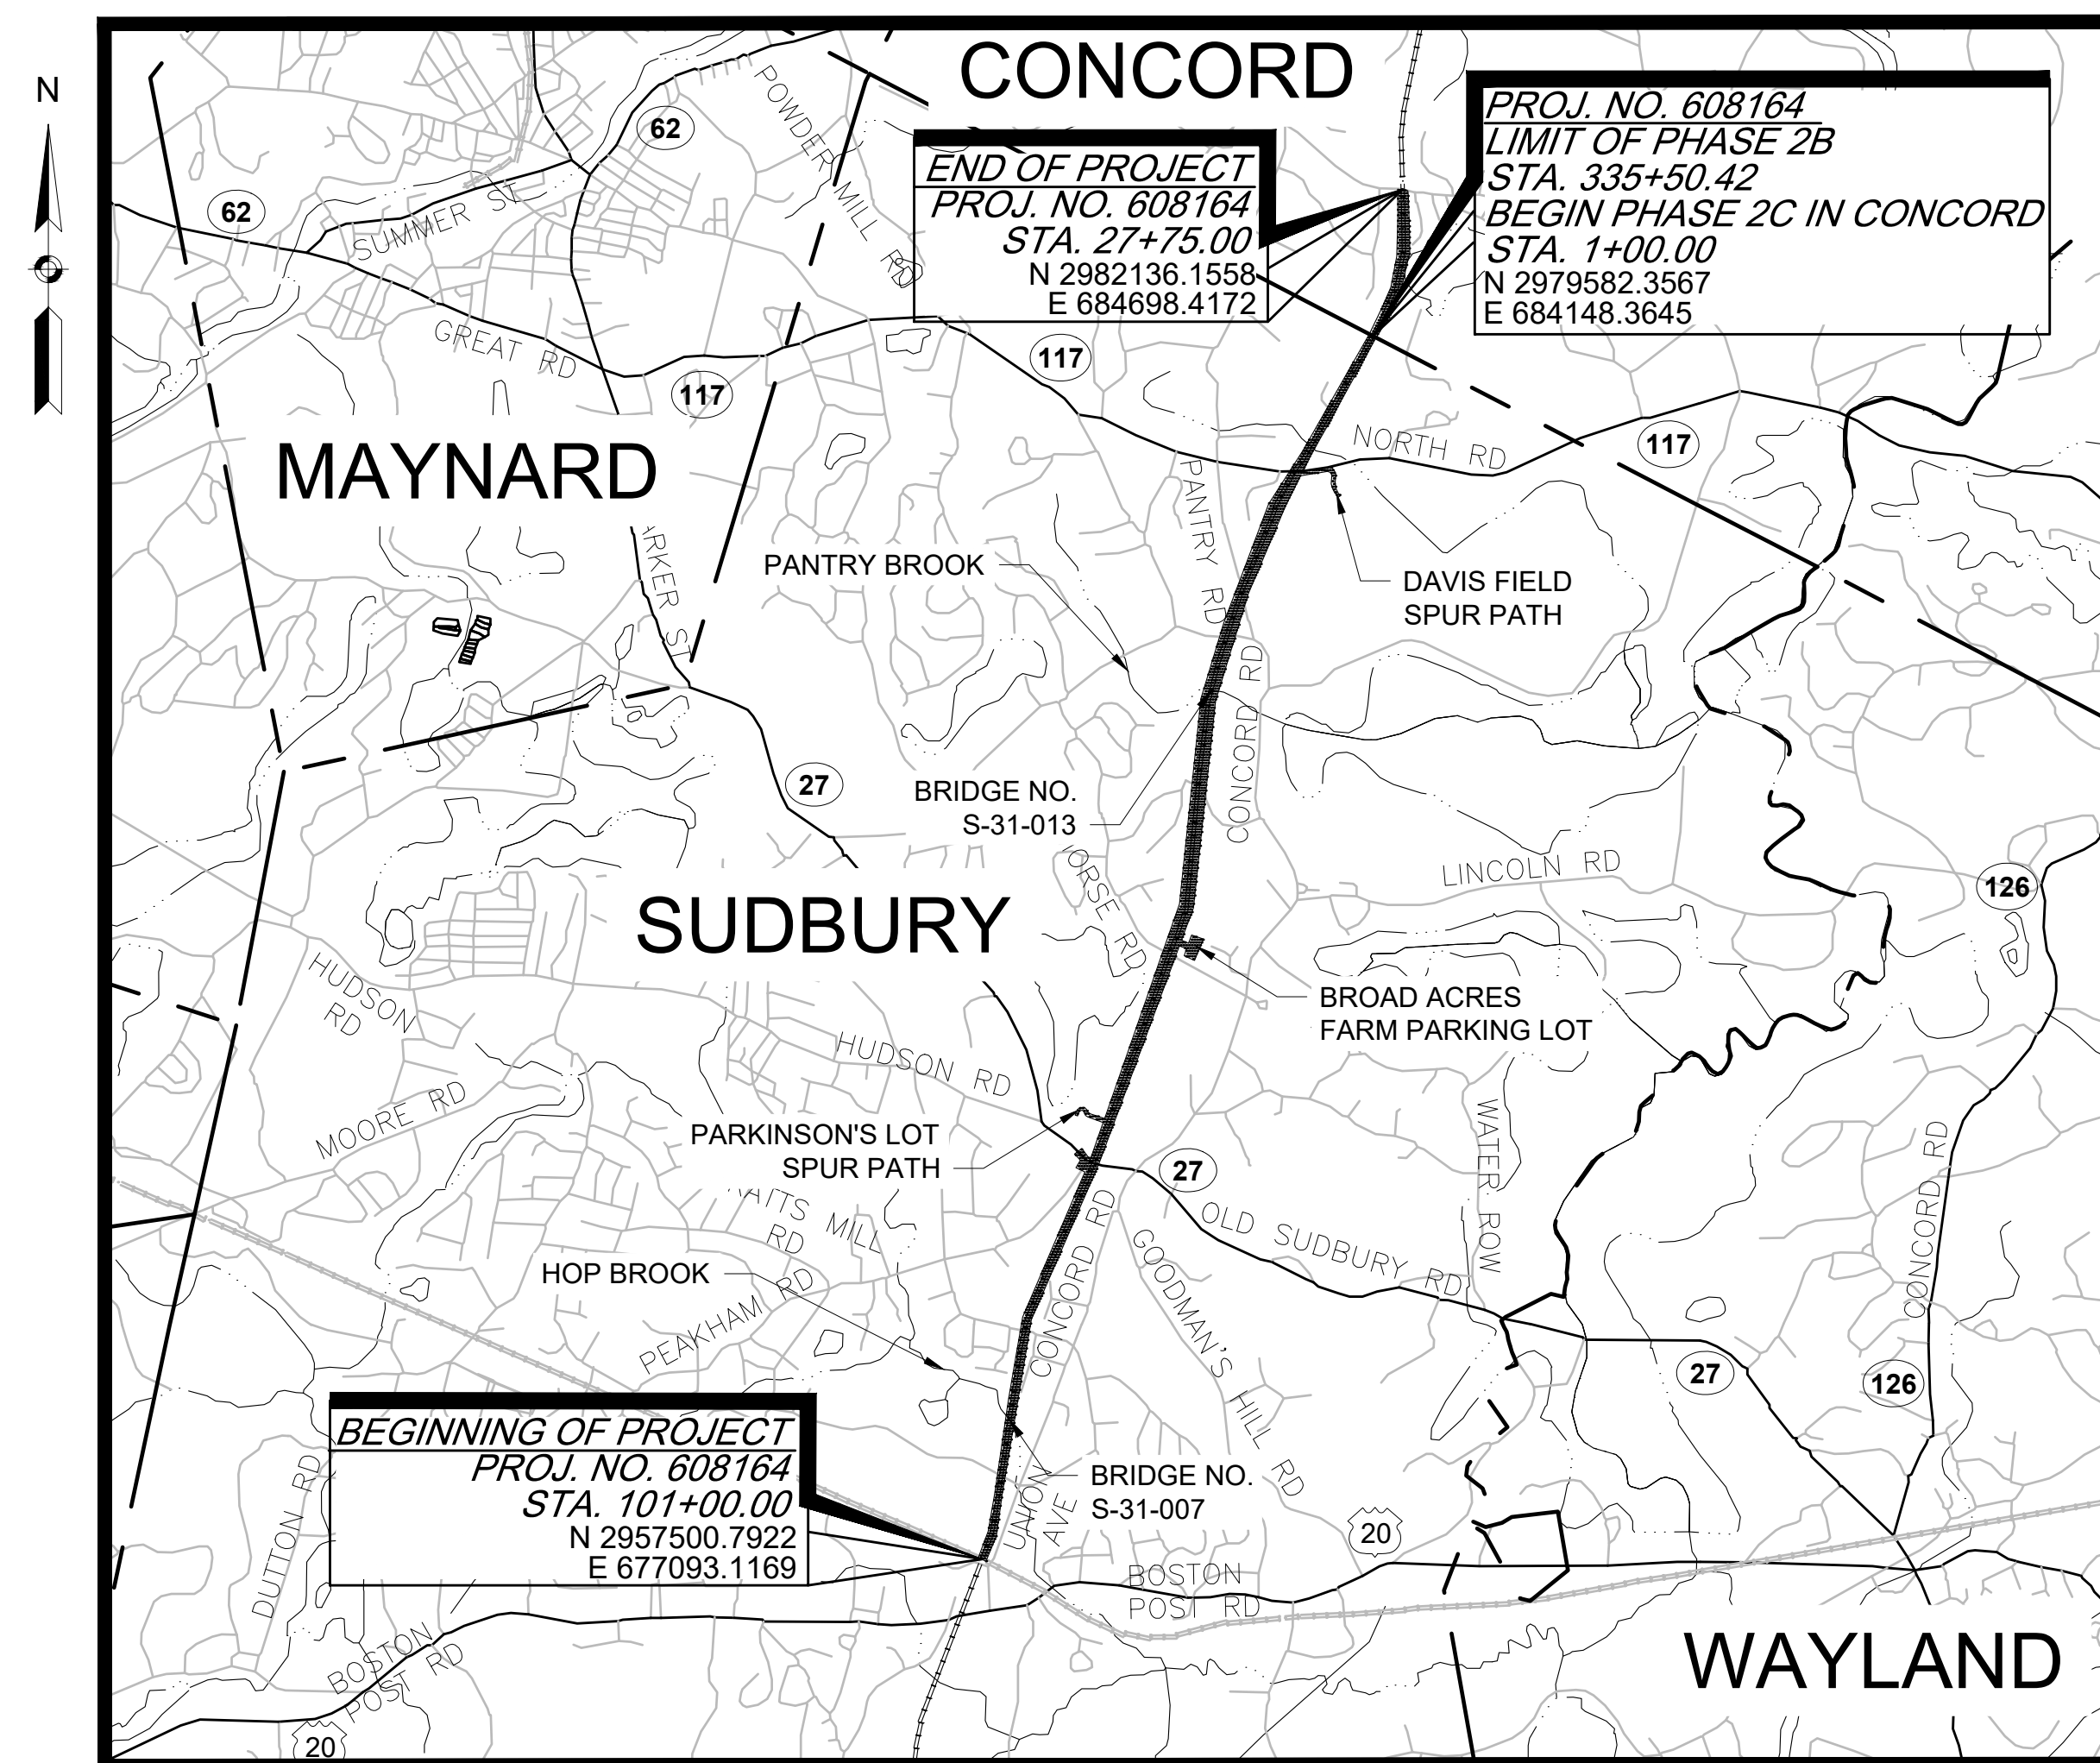 N
CONCORD
62
POWDER MILL RD
PROJ. NO. 608164
LIMIT OF PHASE 2B
STA. 335+50.42
BEGIN PHASE 2C IN CONCORD
STA. 1+00.00
N 2979582.3567
E 684148.3645
END OF PROJECT
PROJ. NO. 608164
STA. 27+75.00
N 2982136.1558
E 684698.4172
62
SUMMER ST
GREAT RD
117
117
117
NORTH RD
MAYNARD
PANTRY RD
ARKER ST
PANTRY BROOK
DAVIS FIELD
SPUR PATH
CONCORD RD
27
BRIDGE NO.
S-31-013
ORSE RD
LINCOLN RD
126
SUDBURY
HUDSON
RD
BROAD ACRES
FARM PARKING LOT
HUDSON RD
MOORE RD
WATER ROW
CONCORD RD
PARKINSON'S LOT
SPUR PATH
27
ATTS MILL
RD
OLD SUDBURY RD
CONCORD RD
GOODMAN'S HILL RD
HOP BROOK
PEAKHAM RD
27
126
BEGINNING OF PROJECT
PROJ. NO. 608164
STA. 101+00.00
N 2957500.7922
E 677093.1169
DUTTON RD
UNION
AVE
BRIDGE NO.
S-31-007
20
BOSTON
POST RD
BOSTON
POST RD
WAYLAND
20